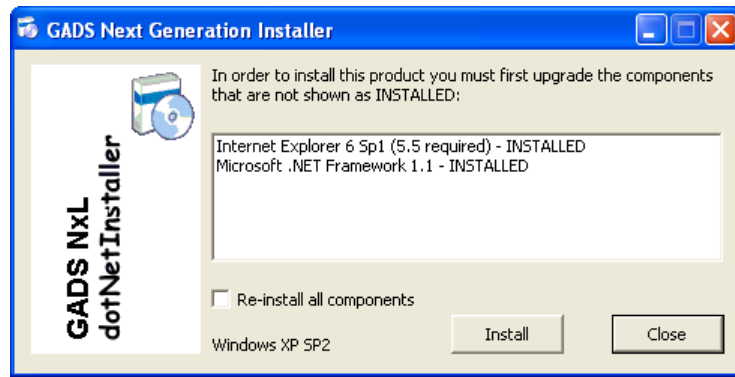 GADS Next Generation Installer
In order to install this product you must first upgrade the components
that are not shown as INSTALLED:
Internet Explorer 6 Sp1 (5.5 required) - INSTALLED
Microsoft .NET Framework 1.1 - INSTALLED
GADS NxL
dotNetInstaller
Re-install all components
Windows XP SP2
Install
Close